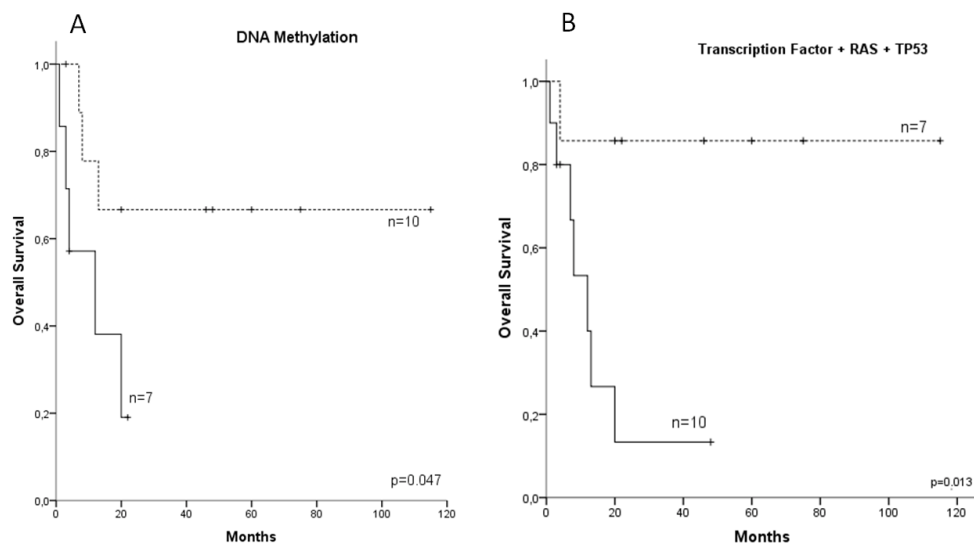 A
DNA Methylation
Overall Survival
1,0
0,8
0,6
0,4
0,2
0,0
n=10
n=7
p=0.047
0 20 40 60 80 100 120
Months
B
Transcription Factor + RAS + TP53
Overall Survival
1,0
0,8
0,6
0,4
0,2
0,0
n=7
n=10
p=0,013
0 20 40 60 80 100 120
Months